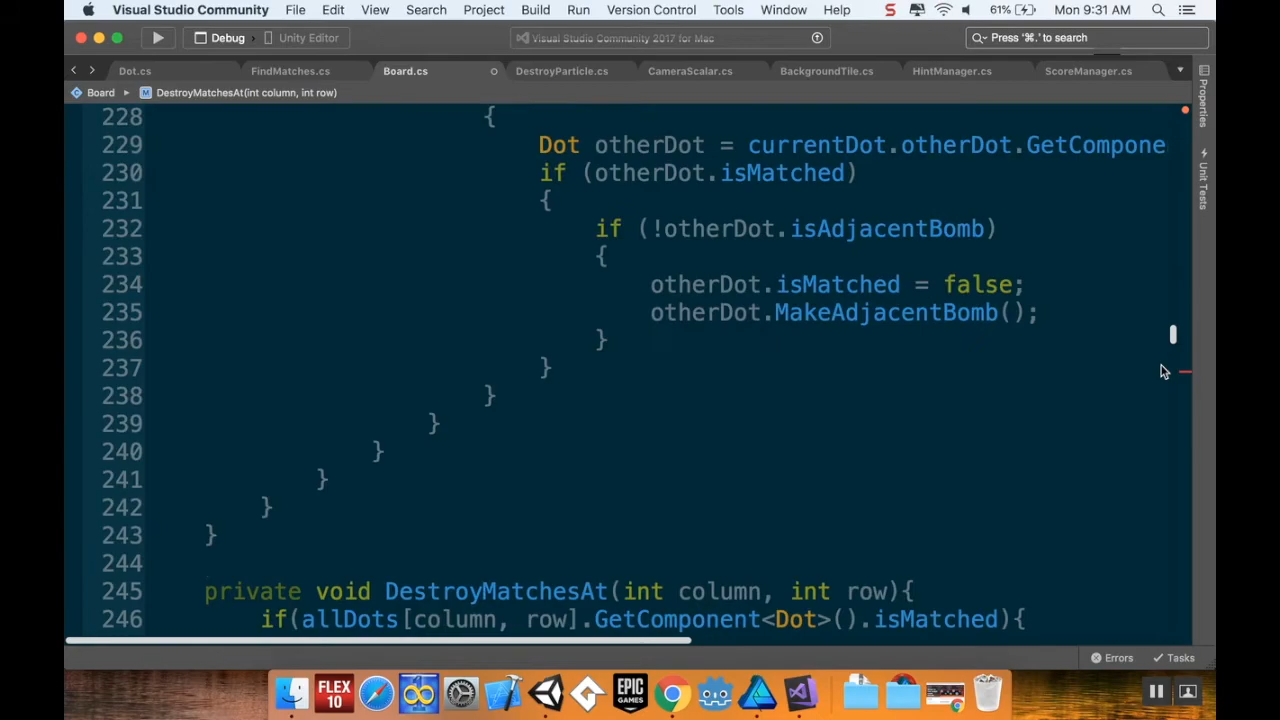 Visual Studio Community File Edit View Search Project Build Run Version Control Tools Window Help S 61% Mon 9:31 AM
Debug Unity Editor Visual Studio Community 2017 for Mac Press '⌘.' to search
Dot.cs FindMatches.cs Board.cs DestroyParticle.cs CameraScalar.cs BackgroundTile.cs HintManager.cs ScoreManager.cs
Board DestroyMatchesAt(int column, int row)
Properties
Unit Tests
228 {
229 Dot otherDot = currentDot.otherDot.GetCompone
230 if (otherDot.isMatched)
231 {
232 if (!otherDot.isAdjacentBomb)
233 {
234 otherDot.isMatched = false;
235 otherDot.MakeAdjacentBomb();
236 }
237 }
238 }
239 }
240 }
241 }
242 }
243 }
244
245 private void DestroyMatchesAt(int column, int row){
246 if(allDots[column, row].GetComponent<Dot>().isMatched){
Errors Tasks
FLEX 10
EPIC GAMES